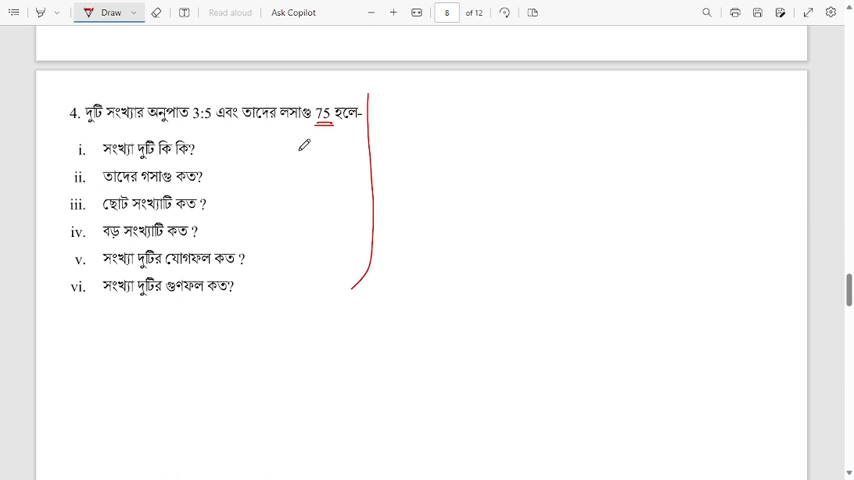 Draw
Read aloud
Ask Copilot
8
of 12
4. দুটি সংখ্যার অনুপাত 3:5 এবং তাদের লসাগু 75 হলে-
i. সংখ্যা দুটি কি কি?
ii. তাদের গসাগু কত?
iii. ছোট সংখ্যাটি কত ?
iv. বড় সংখ্যাটি কত ?
v. সংখ্যা দুটির যোগফল কত ?
vi. সংখ্যা দুটির গুণফল কত?